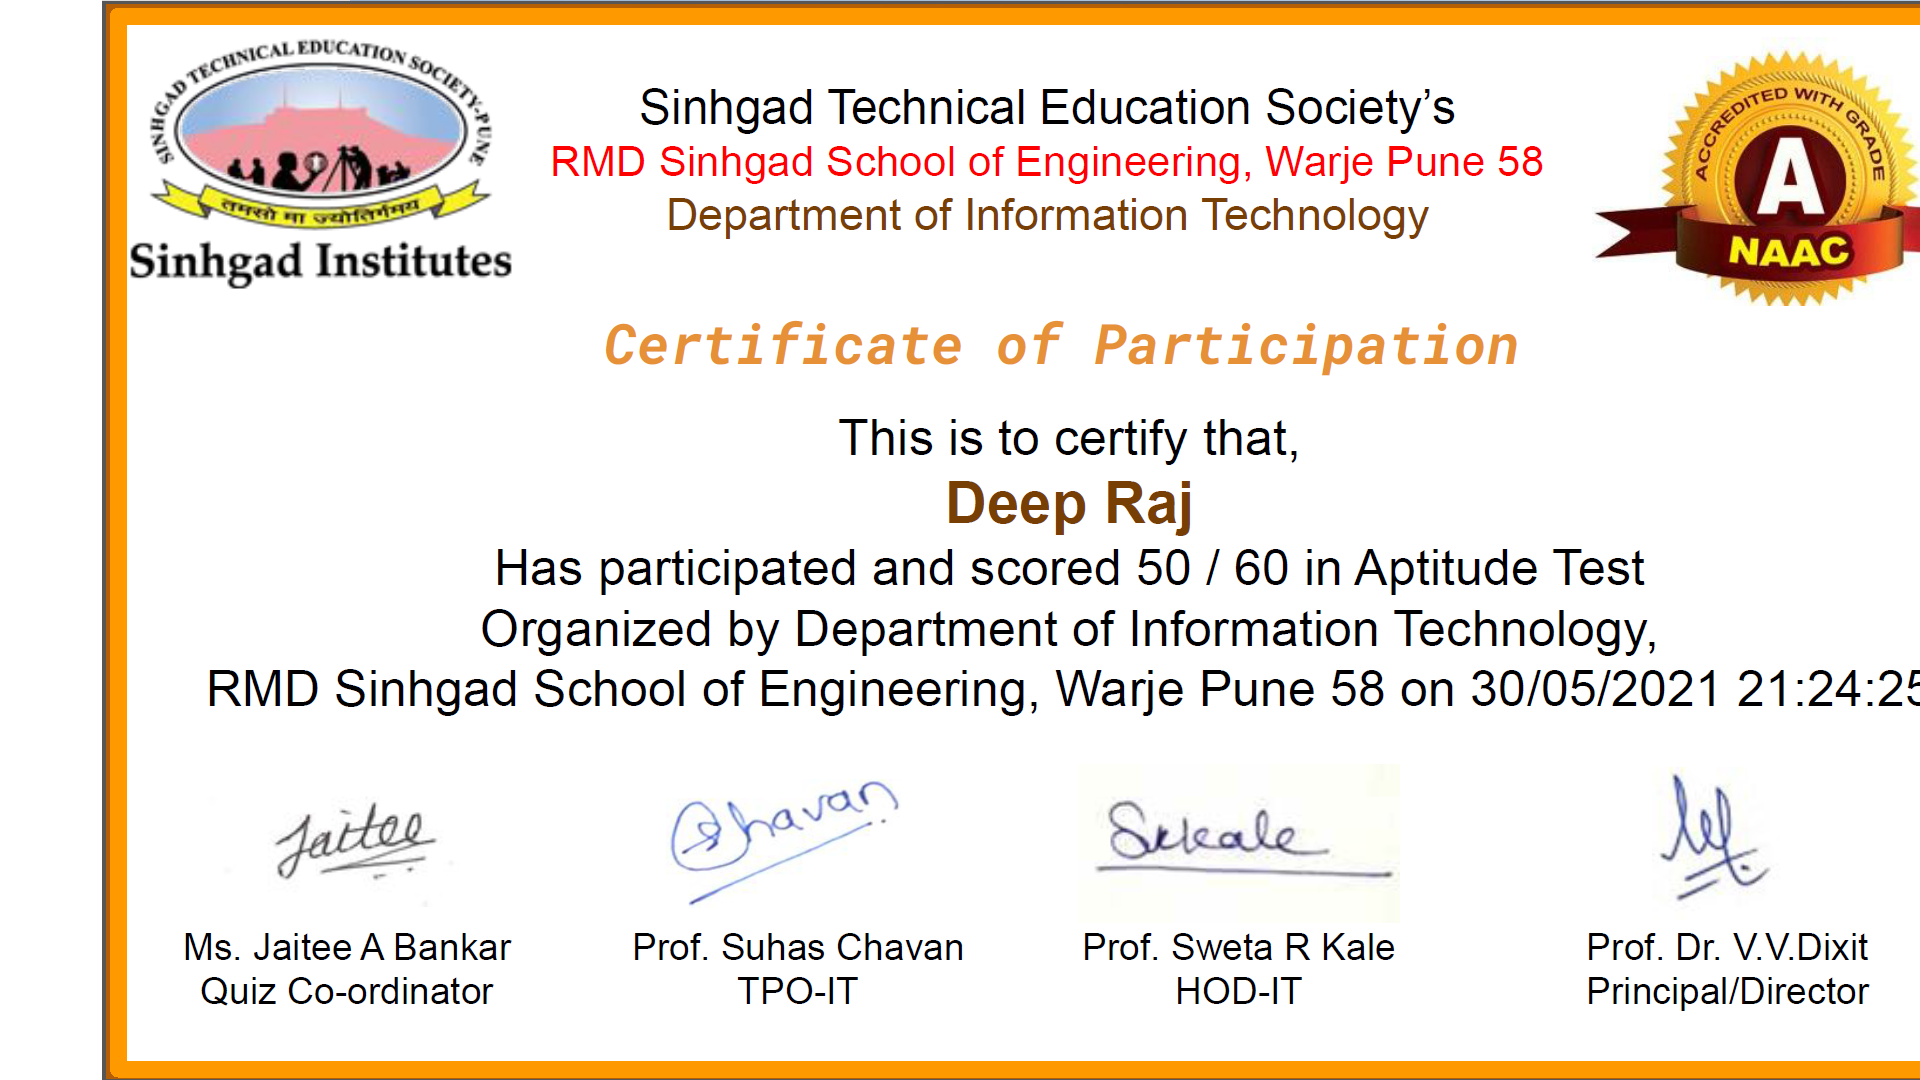 SINHGAD TECHNICAL EDUCATION SOCIETY-PUNE
तमसो मा ज्योतिर्गमय
Sinhgad Institutes
Sinhgad Technical Education Society’s
RMD Sinhgad School of Engineering, Warje Pune 58
Department of Information Technology
ACCREDITED WITH GRADE
A
NAAC
Certificate of Participation
This is to certify that,
Deep Raj
Has participated and scored 50 / 60 in Aptitude Test
Organized by Department of Information Technology,
RMD Sinhgad School of Engineering, Warje Pune 58 on 30/05/2021 21:24:25
Jaitee
Chavan
Srkale
Ms. Jaitee A Bankar
Quiz Co-ordinator
Prof. Suhas Chavan
TPO-IT
Prof. Sweta R Kale
HOD-IT
Prof. Dr. V.V.Dixit
Principal/Director